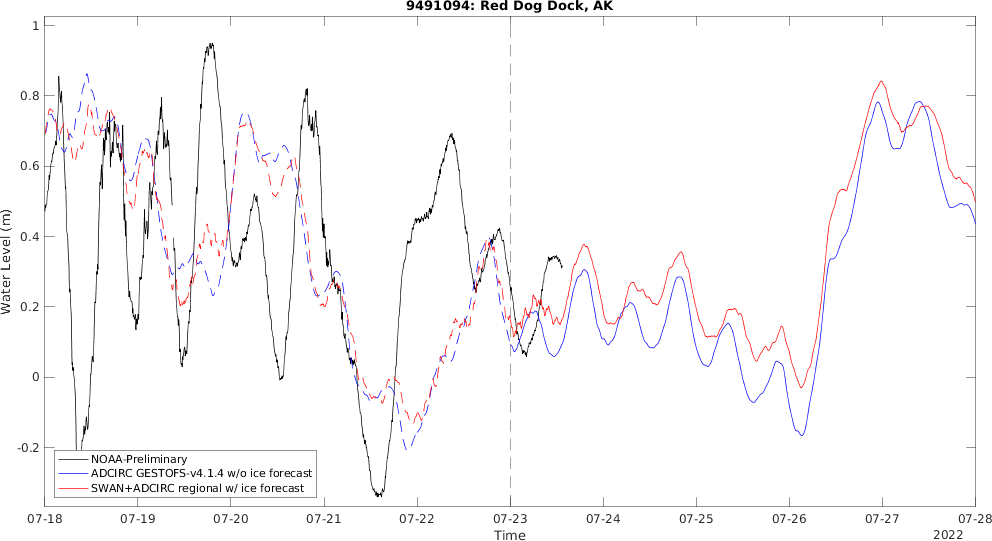 9491094: Red Dog Dock, AK
Water Level (m)
1
0.8
0.6
0.4
0.2
0
-0.2
NOAA-Preliminary
ADCIRC GESTOFS-v4.1.4 w/o ice forecast
SWAN+ADCIRC regional w/ ice forecast
07-18 07-19 07-20 07-21 07-22 07-23 07-24 07-25 07-26 07-27 07-28
Time
2022